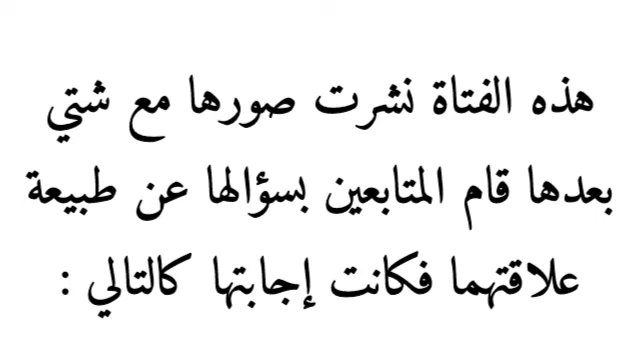 هذه الفتاة نشرت صورها مع شتي
بعدها قام المتابعين بسؤالها عن طبيعة
علاقتهما فكانت إجابتها كالتالي :